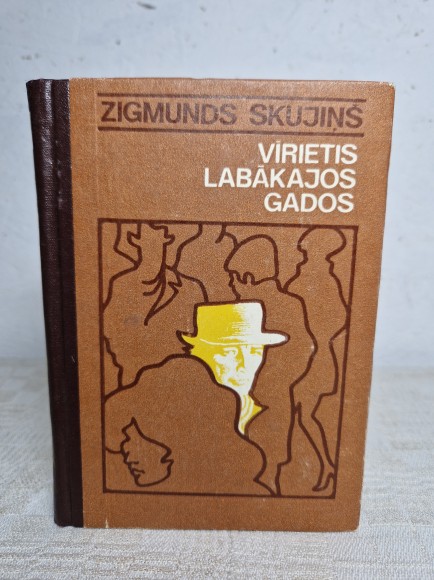 ZIGMUNDS SKUJIŅŠ
VĪRIETIS
LABĀKAJOS
GADOS